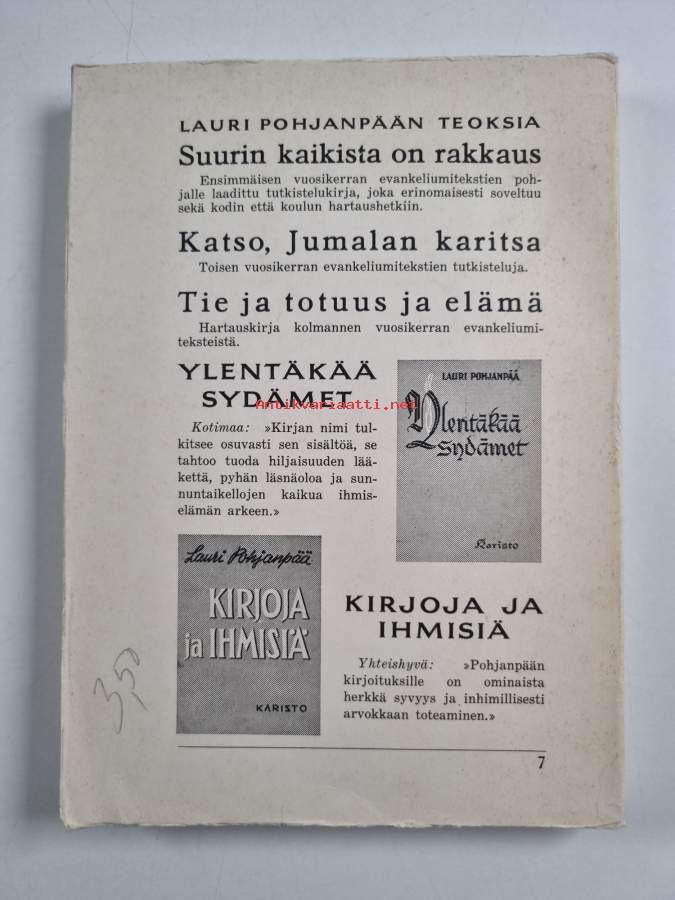 LAURI POHJANPÄÄN TEOKSIA
Suurin kaikista on rakkaus
Ensimmäisen vuosikerran evankeliumitekstien poh-
jalle laadittu tutkistelukirja, joka erinomaisesti soveltuu
sekä kodin että koulun hartaushetkiin.
Katso, Jumalan karitsa
Toisen vuosikerran evankeliumitekstien tutkisteluja.
Tie ja totuus ja elämä
Hartauskirja kolmannen vuosikerran evankeliumi-
teksteistä.
YLENTÄKÄÄ
SYDÄMET
Antikvariaatti.net
Kotimaa: »Kirjan nimi tul-
kitsee osuvasti sen sisältöä, se
tahtoo tuoda hiljaisuuden lää-
kettä, pyhän läsnäoloa ja sun-
nuntaikellojen kaikua ihmis-
elämän arkeen.»
LAURI POHJANPÄÄ
Ylentäkää
sydämet
Karisto
Lauri Pohjanpää
KIRJOJA
ja IHMISIÄ
KARISTO
KIRJOJA JA
IHMISIÄ
Yhteishyvä: »Pohjanpään
kirjoituksille on ominaista
herkkä syvyys ja inhimillisesti
arvokkaan toteaminen.»
3,50
7